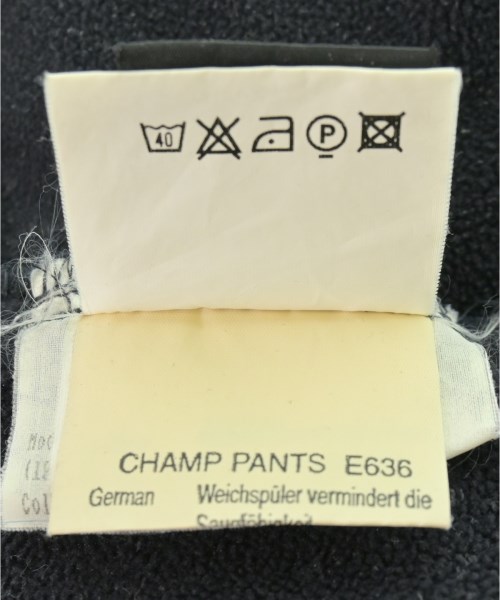 40
P
CHAMP PANTS E636
German Weichspüler vermindert die